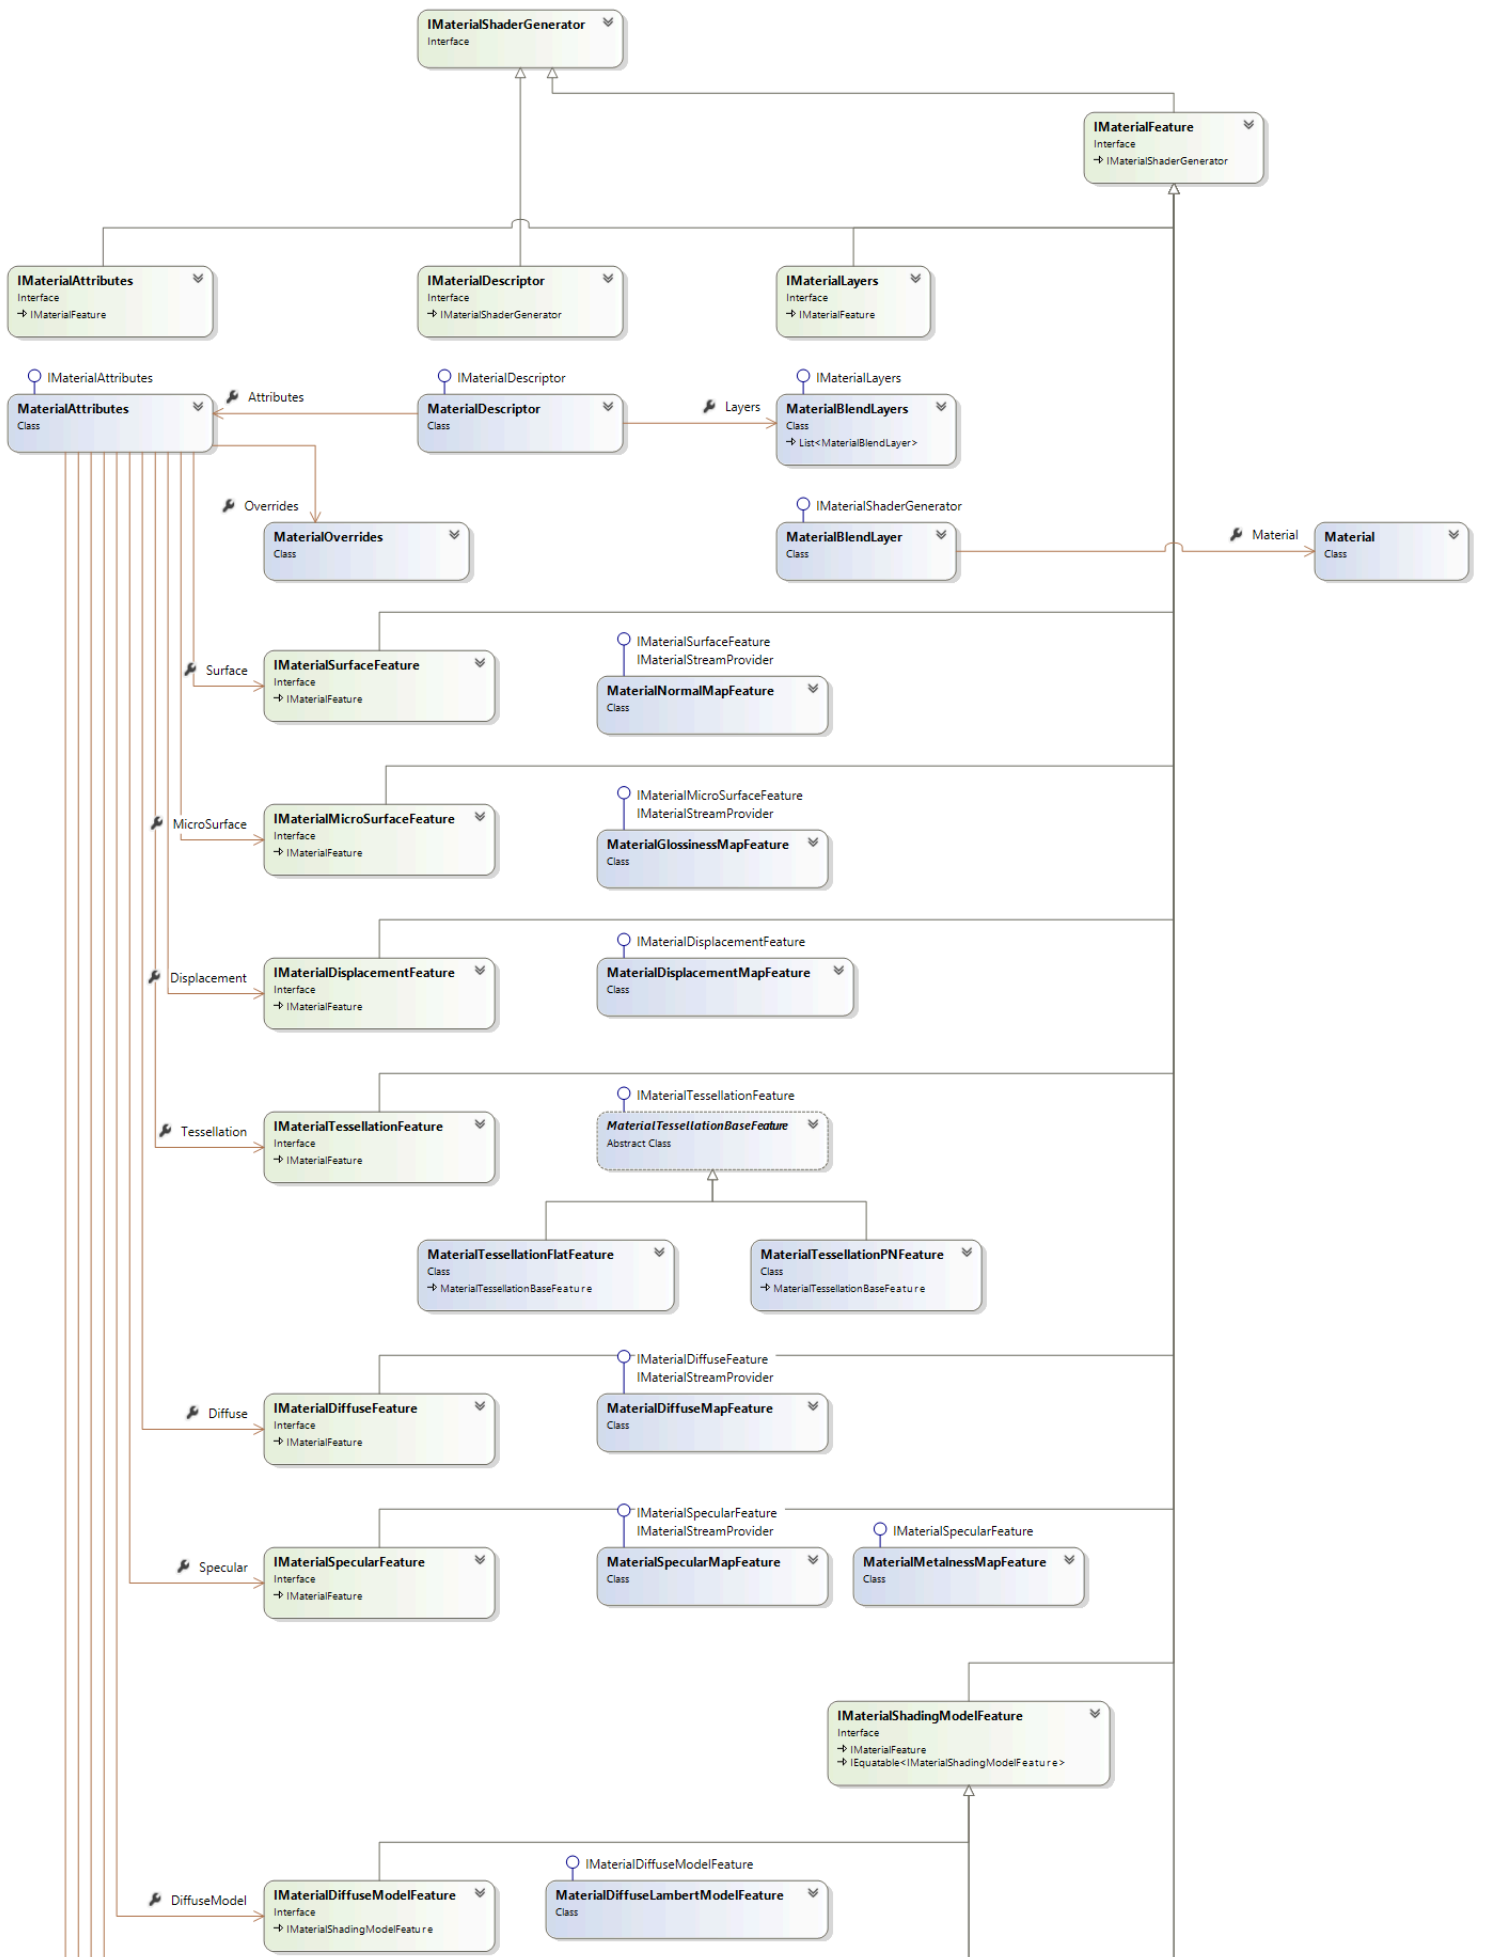 IMaterialShaderGenerator
Interface
IMaterialFeature
Interface
IMaterialShaderGenerator
IMaterialAttributes
Interface
IMaterialFeature
IMaterialDescriptor
Interface
IMaterialShaderGenerator
IMaterialLayers
Interface
IMaterialFeature
IMaterialAttributes
MaterialAttributes
Class
Attributes
IMaterialDescriptor
MaterialDescriptor
Class
Layers
IMaterialLayers
MaterialBlendLayers
Class
List<MaterialBlendLayer>
Overrides
MaterialOverrides
Class
IMaterialShaderGenerator
MaterialBlendLayer
Class
Material
Material
Class
Surface
IMaterialSurfaceFeature
Interface
IMaterialFeature
IMaterialSurfaceFeature
IMaterialStreamProvider
MaterialNormalMapFeature
Class
MicroSurface
IMaterialMicroSurfaceFeature
Interface
IMaterialFeature
IMaterialMicroSurfaceFeature
IMaterialStreamProvider
MaterialGlossinessMapFeature
Class
Displacement
IMaterialDisplacementFeature
Interface
IMaterialFeature
IMaterialDisplacementFeature
MaterialDisplacementMapFeature
Class
Tessellation
IMaterialTessellationFeature
Interface
IMaterialFeature
IMaterialTessellationFeature
MaterialTessellationBaseFeature
Abstract Class
MaterialTessellationFlatFeature
Class
MaterialTessellationBaseFeature
MaterialTessellationPNFeature
Class
MaterialTessellationBaseFeature
Diffuse
IMaterialDiffuseFeature
Interface
IMaterialFeature
IMaterialDiffuseFeature
IMaterialStreamProvider
MaterialDiffuseMapFeature
Class
Specular
IMaterialSpecularFeature
Interface
IMaterialFeature
IMaterialSpecularFeature
IMaterialStreamProvider
MaterialSpecularMapFeature
Class
IMaterialSpecularFeature
MaterialMetalnessMapFeature
Class
IMaterialShadingModelFeature
Interface
IMaterialFeature
IEquatable<IMaterialShadingModelFeature>
DiffuseModel
IMaterialDiffuseModelFeature
Interface
IMaterialShadingModelFeature
IMaterialDiffuseModelFeature
MaterialDiffuseLambertModelFeature
Class